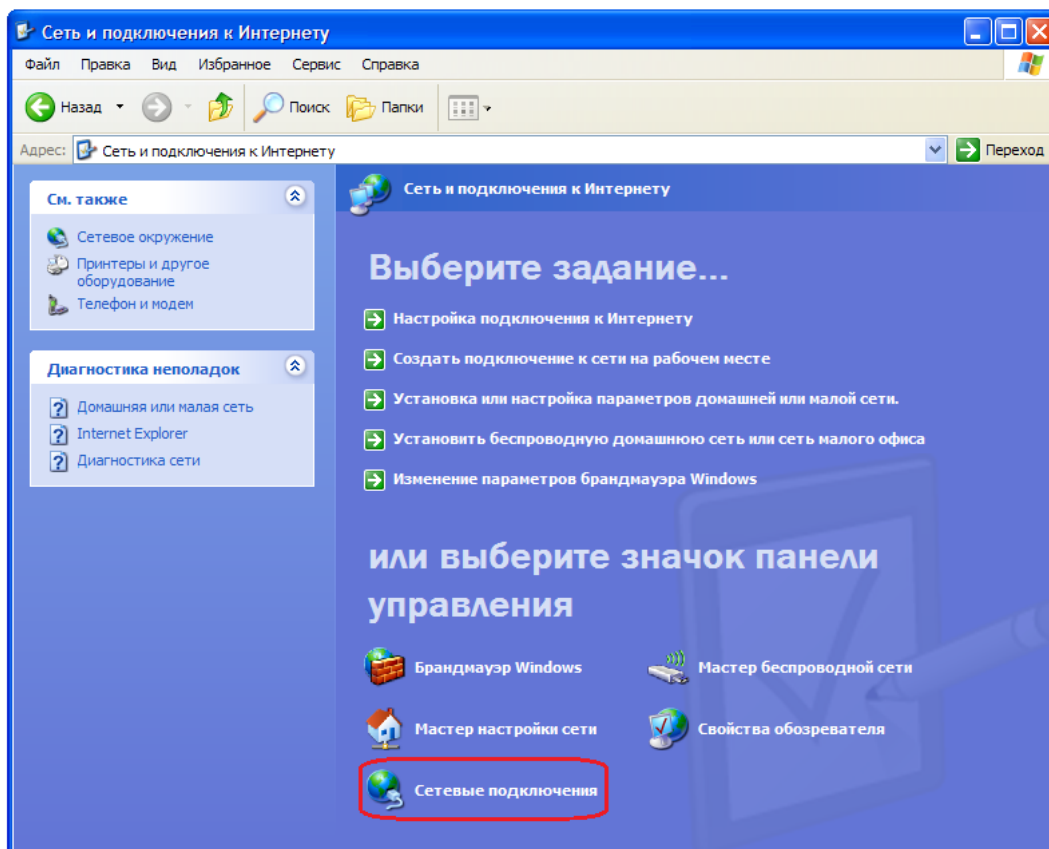 Сеть и подключения к Интернету
Файл Правка Вид Избранное Сервис Справка
Назад Поиск Папки
Адрес: Сеть и подключения к Интернету Переход
См. также
Сетевое окружение
Принтеры и другое
оборудование
Телефон и модем
Диагностика неполадок
Домашняя или малая сеть
Internet Explorer
Диагностика сети
Сеть и подключения к Интернету
Выберите задание...
Настройка подключения к Интернету
Создать подключение к сети на рабочем месте
Установка или настройка параметров домашней или малой сети.
Установить беспроводную домашнюю сеть или сеть малого офиса
Изменение параметров брандмауэра Windows
или выберите значок панели
управления
Брандмауэр Windows Мастер беспроводной сети
Мастер настройки сети Свойства обозревателя
Сетевые подключения